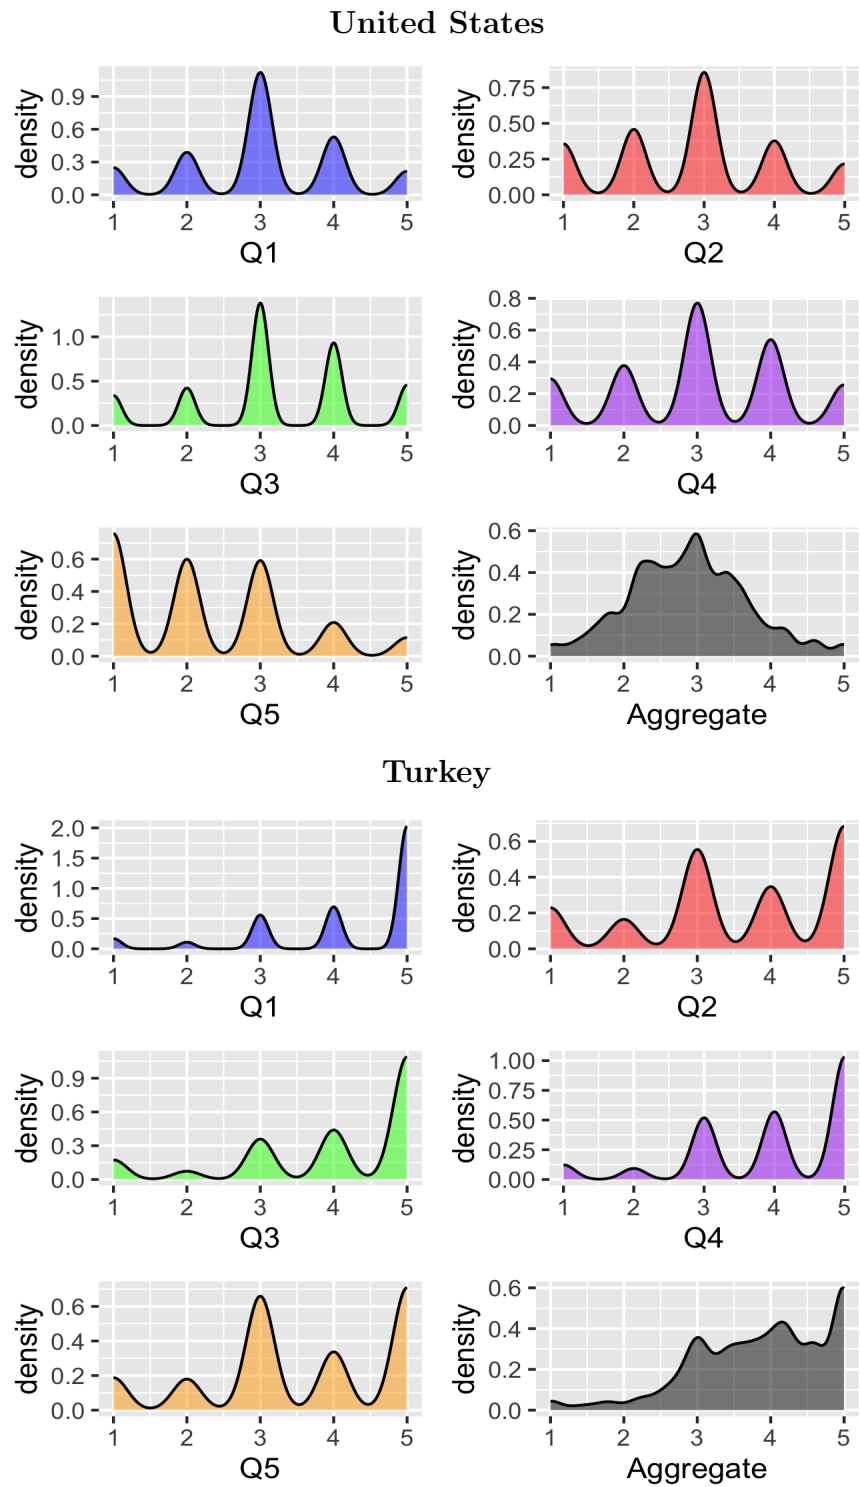 United States
density
0.9
0.6
0.3
0.0
1 2 3 4 5
Q1
density
0.75
0.50
0.25
0.00
1 2 3 4 5
Q2
density
1.0
0.5
0.0
1 2 3 4 5
Q3
density
0.8
0.6
0.4
0.2
0.0
1 2 3 4 5
Q4
density
0.6
0.4
0.2
0.0
1 2 3 4 5
Q5
density
0.6
0.4
0.2
0.0
1 2 3 4 5
Aggregate
Turkey
density
2.0
1.5
1.0
0.5
0.0
1 2 3 4 5
Q1
density
0.6
0.4
0.2
0.0
1 2 3 4 5
Q2
density
0.9
0.6
0.3
0.0
1 2 3 4 5
Q3
density
1.00
0.75
0.50
0.25
0.00
1 2 3 4 5
Q4
density
0.6
0.4
0.2
0.0
1 2 3 4 5
Q5
density
0.6
0.4
0.2
0.0
1 2 3 4 5
Aggregate